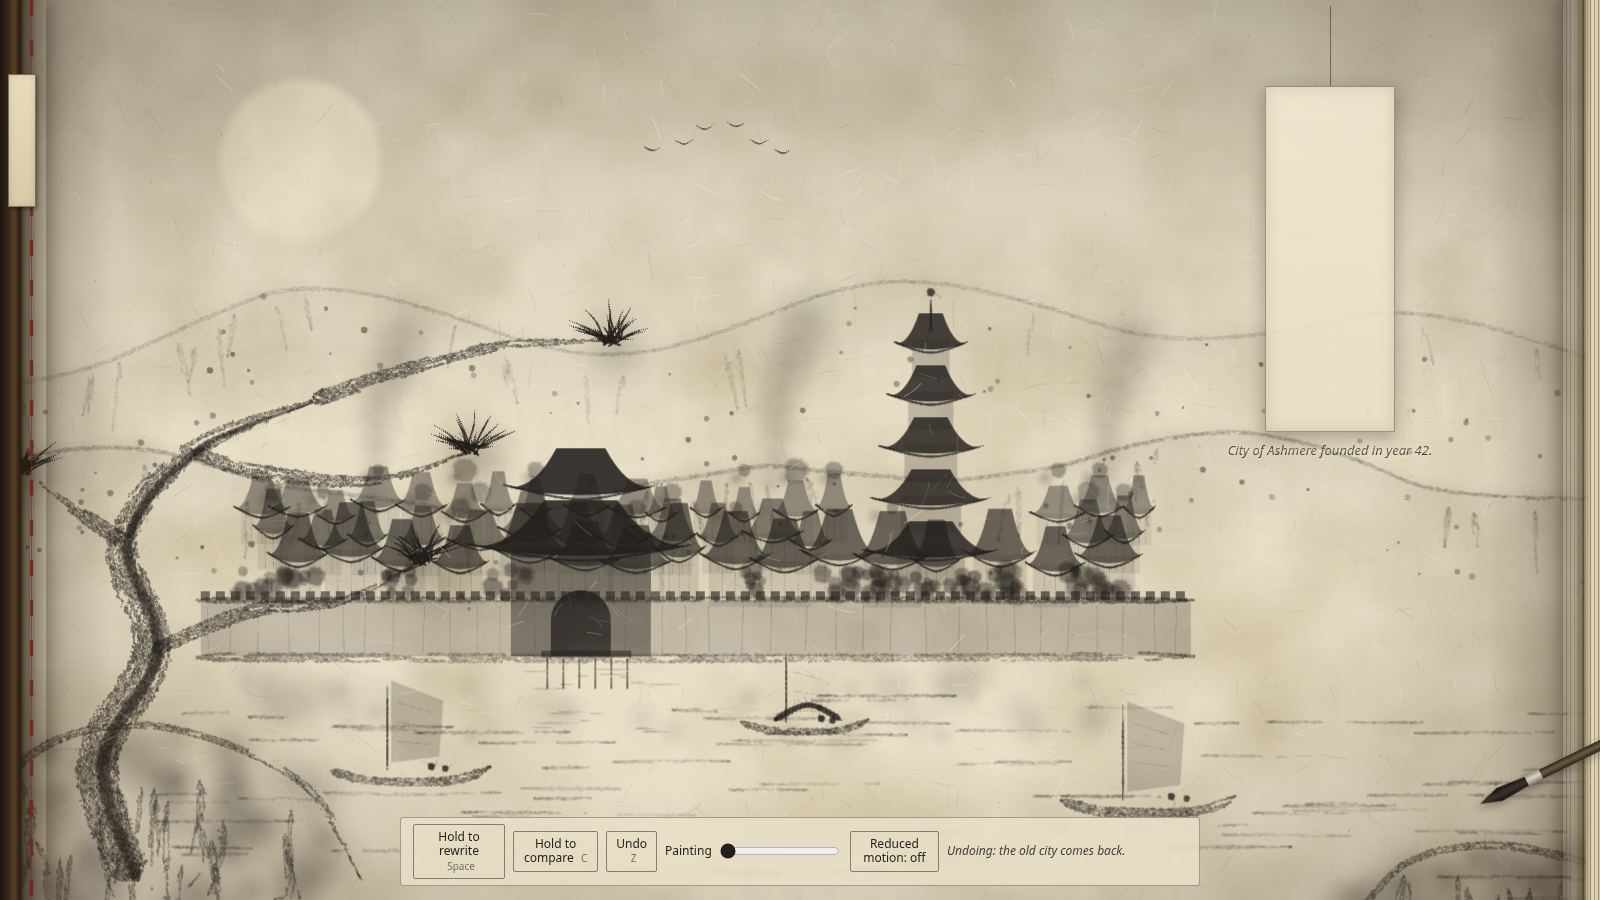 City of Ashmere founded in year 42.
Hold to
rewrite
Space
Hold to
compare C
Undo
Z
Painting
Reduced
motion: off
Undoing: the old city comes back.